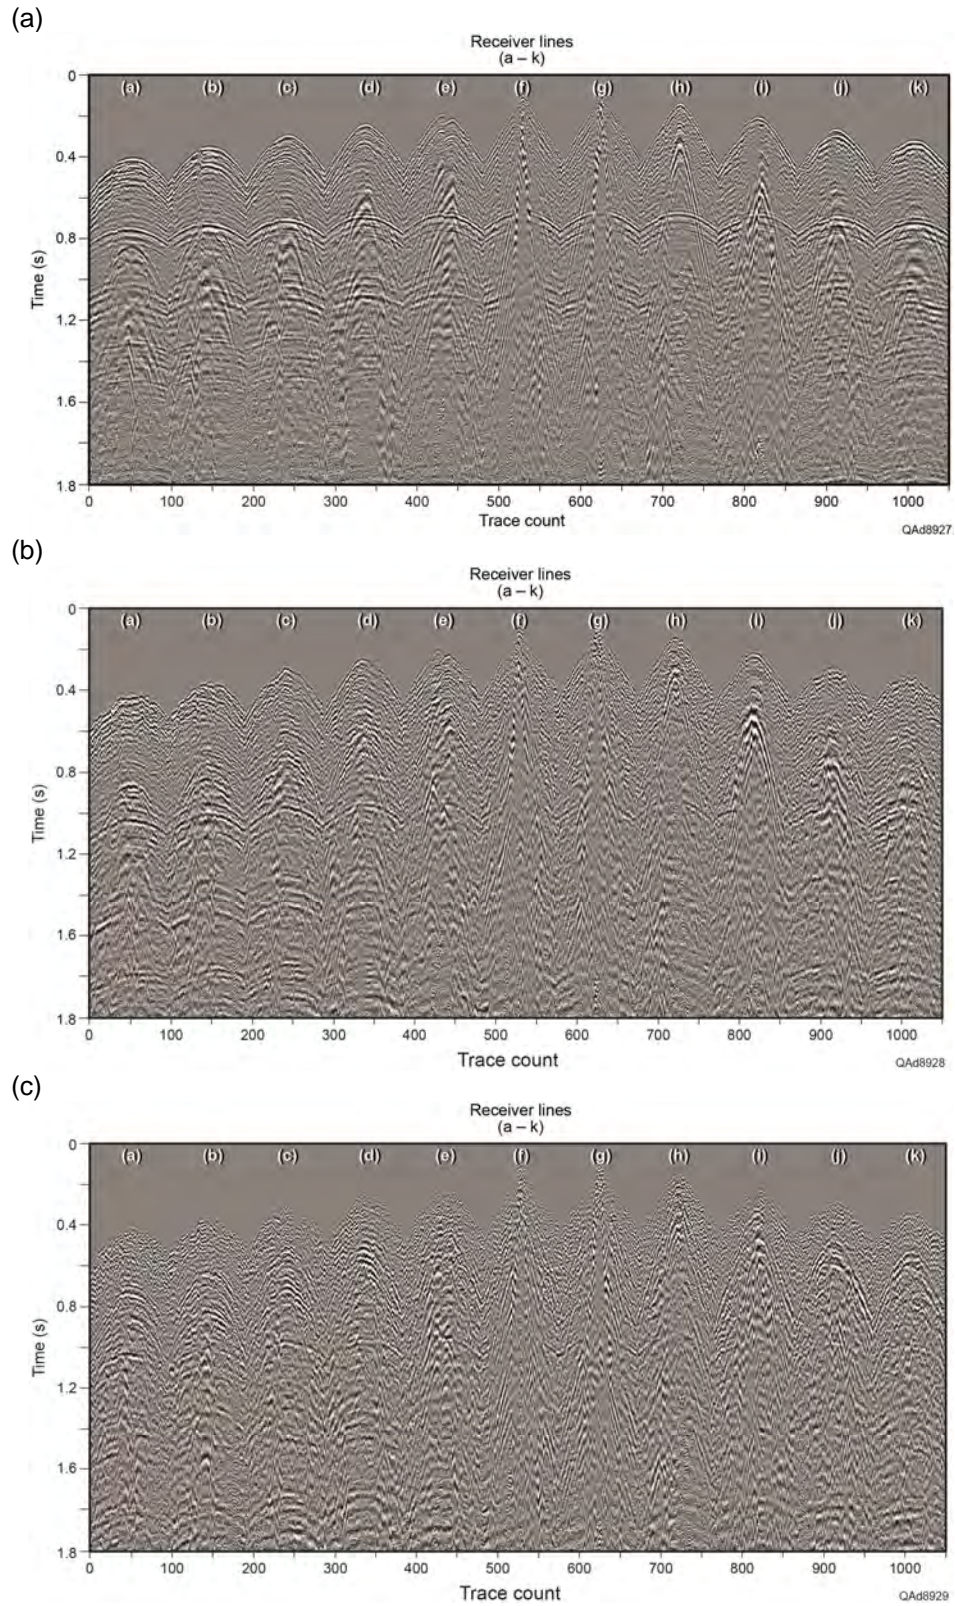 (a)
Receiver lines
(a – k)
(a) (b) (c) (d) (e) (f) (g) (h) (i) (j) (k)
0
0.4
0.8
1.2
1.6
1.8
Time (s)
0 100 200 300 400 500 600 700 800 900 1000
Trace count
QAd8927
(b)
Receiver lines
(a – k)
(a) (b) (c) (d) (e) (f) (g) (h) (i) (j) (k)
0
0.4
0.8
1.2
1.6
1.8
Time (s)
0 100 200 300 400 500 600 700 800 900 1000
Trace count
QAd8928
(c)
Receiver lines
(a – k)
(a) (b) (c) (d) (e) (f) (g) (h) (i) (j) (k)
0
0.4
0.8
1.2
1.6
1.8
Time (s)
0 100 200 300 400 500 600 700 800 900 1000
Trace count
QAd8929